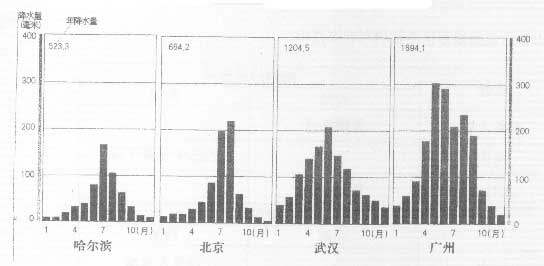 降水量
(毫米)
年降水量
400 523,3 694,2 1204,5 1594,1 400
300 300
200 200
100 100
0 0
1 4 7 10(月) 1 4 7 10(月) 1 4 7 10(月) 1 4 7 10(月)
哈尔滨 北京 武汉 广州